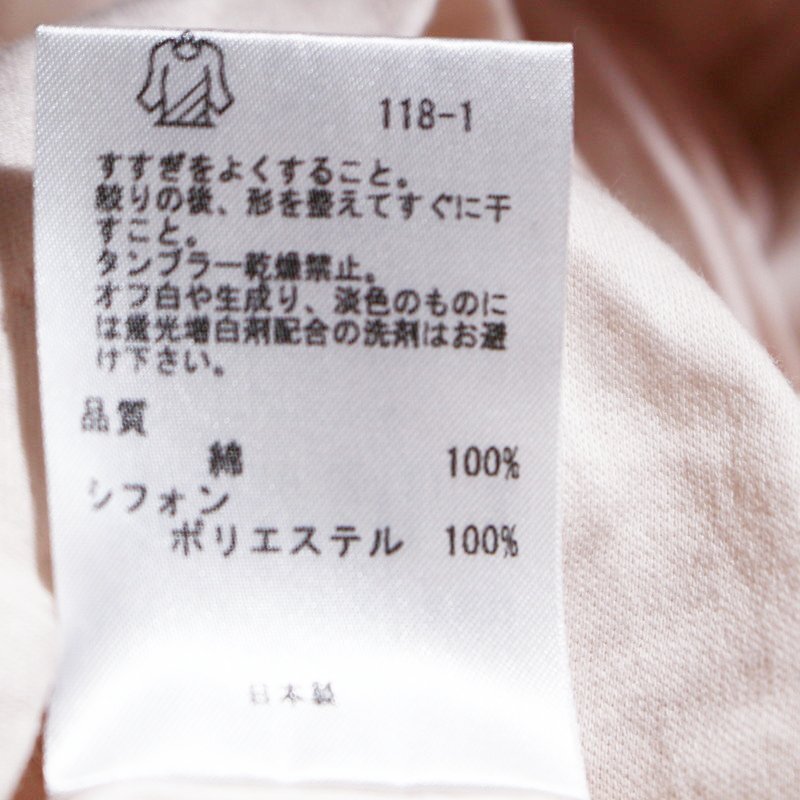 118-1
すすぎをよくすること。
絞りの後、形を整えてすぐに干
すこと。
タンブラー乾燥禁止。
オフ白や生成り、淡色のものに
は蛍光増白剤配合の洗剤はお避
け下さい。
品質
綿 100%
シフォン
ポリエステル 100%
日本製